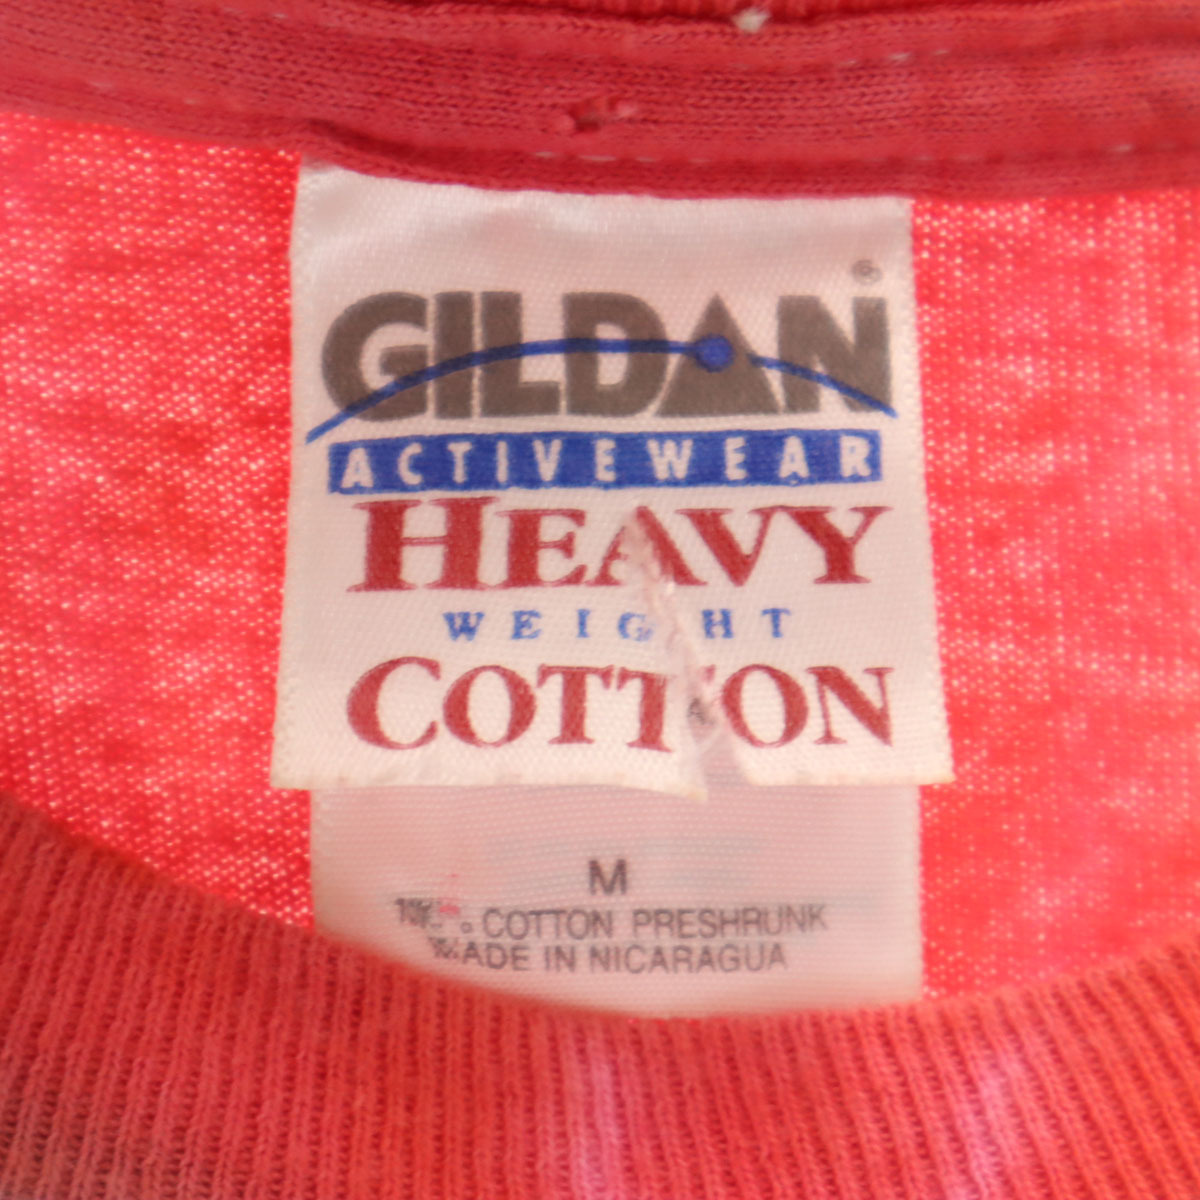 GILDAN®
ACTIVEWEAR
HEAVY
WEIGHT
COTTON
M
COTTON PRESHRUNK
MADE IN NICARAGUA